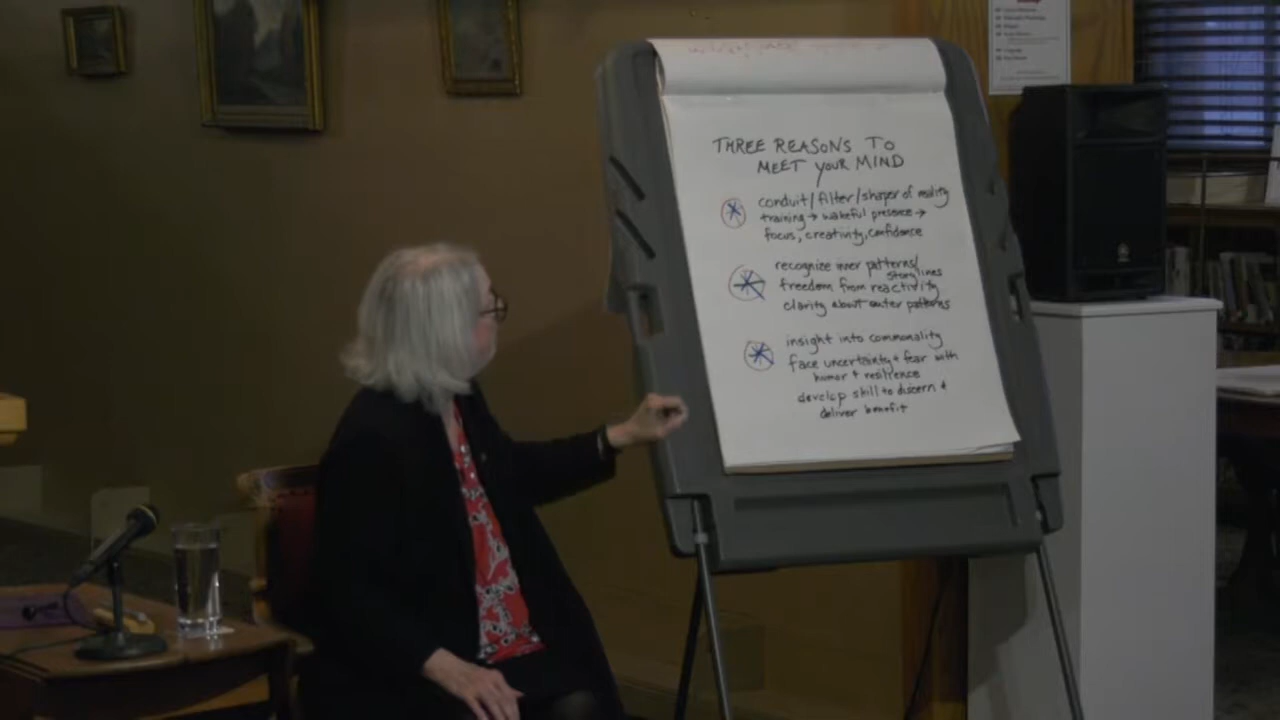 THREE REASONS TO
MEET YOUR MIND
conduit/filter/shaper of reality
training → wakeful presence →
focus, creativity, confidence
recognize inner patterns/
storylines
freedom from reactivity
clarity about outer patterns
insight into commonality
face uncertainty + fear with
humor + resilience
develop skill to discern +
deliver benefit